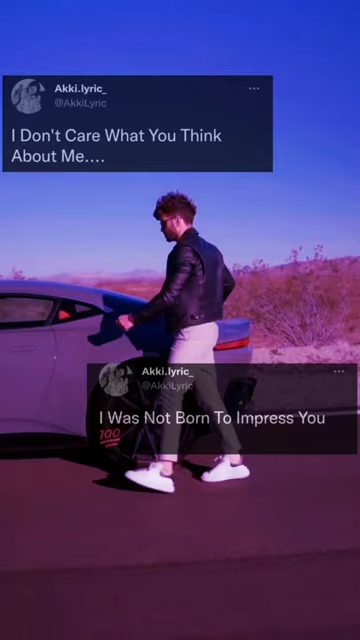 Akki.lyric_
@AkkiLyric
I Don't Care What You Think
About Me....
Akki.lyric_
@AkkiLyric
I Was Not Born To Impress You
100